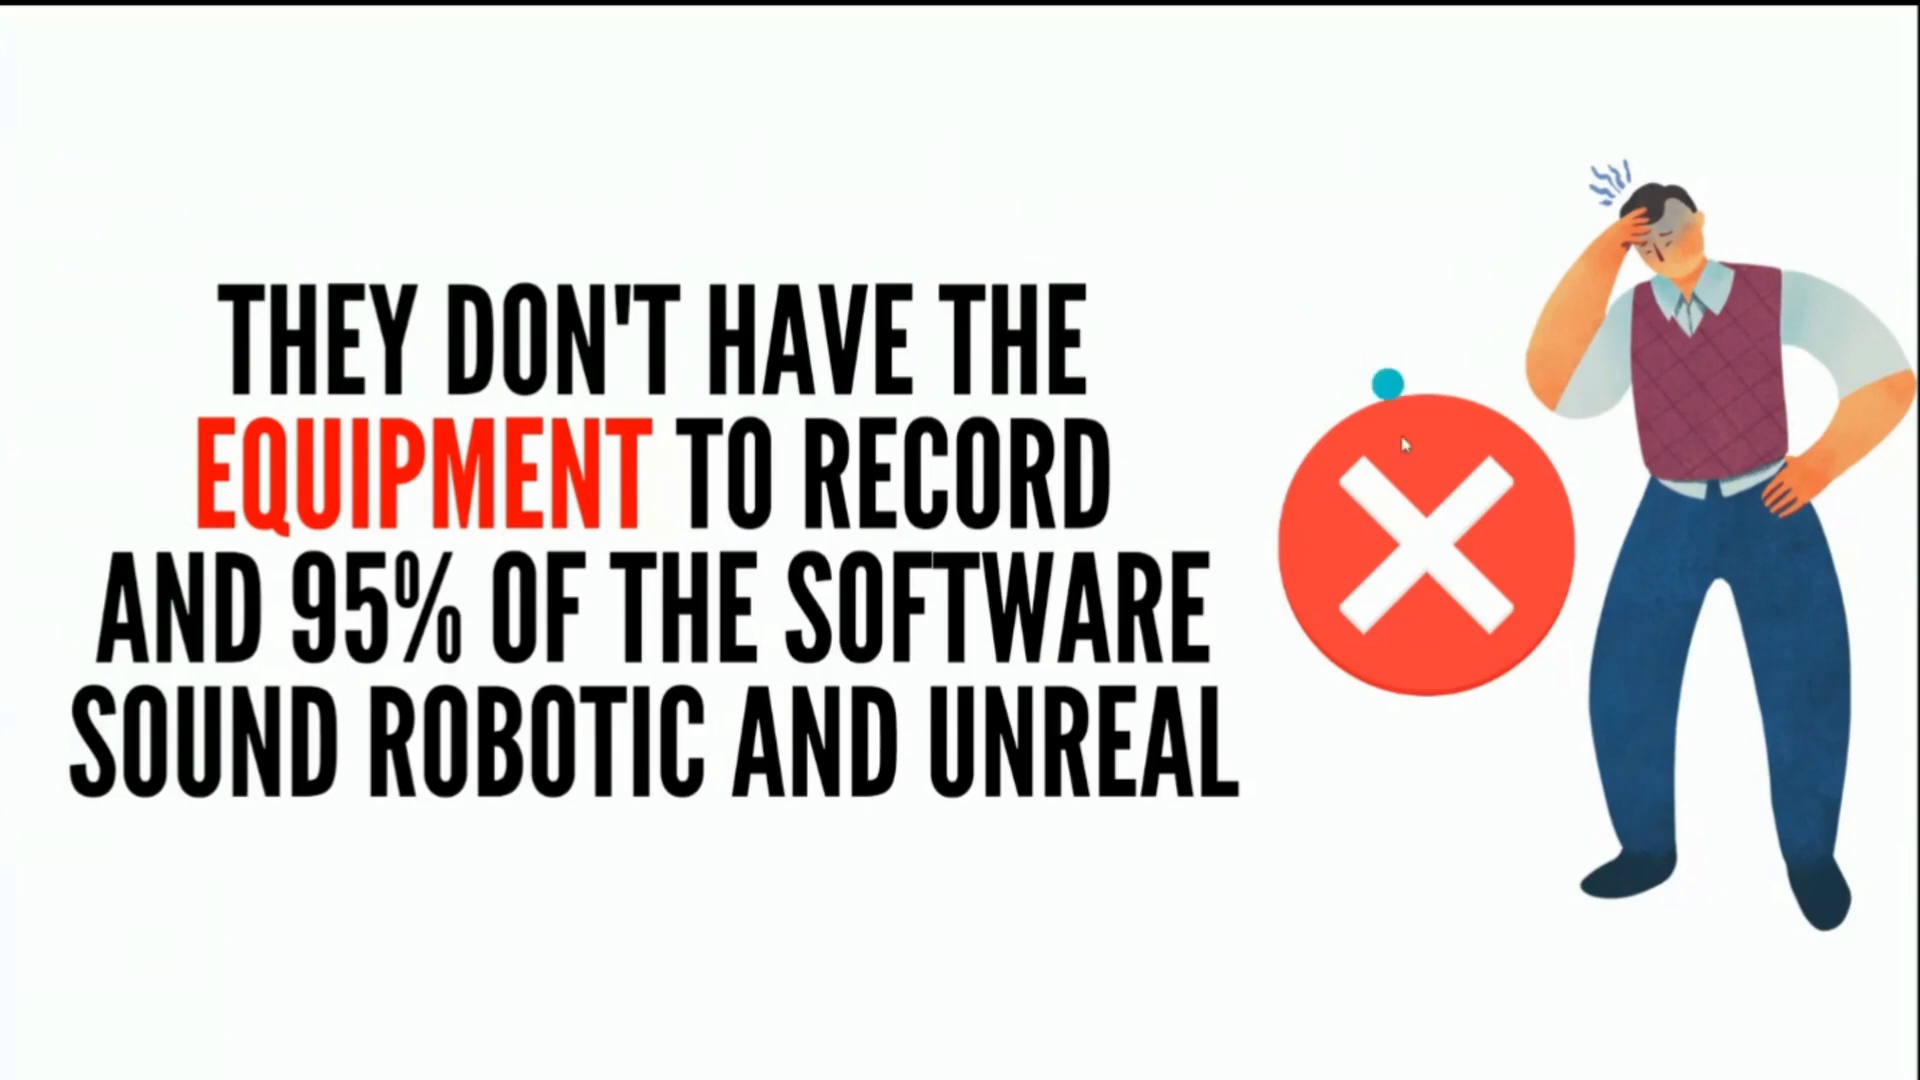 THEY DON'T HAVE THE
EQUIPMENT TO RECORD
AND 95% OF THE SOFTWARE
SOUND ROBOTIC AND UNREAL